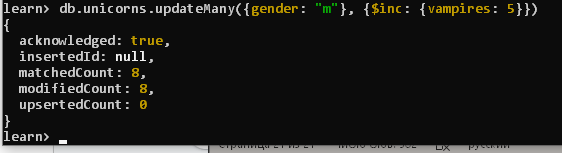 learn> db.unicorns.updateMany({gender: "m"}, {$inc: {vampires: 5}})
{
  acknowledged: true,
  insertedId: null,
  matchedCount: 8,
  modifiedCount: 8,
  upsertedCount: 0
}
learn>